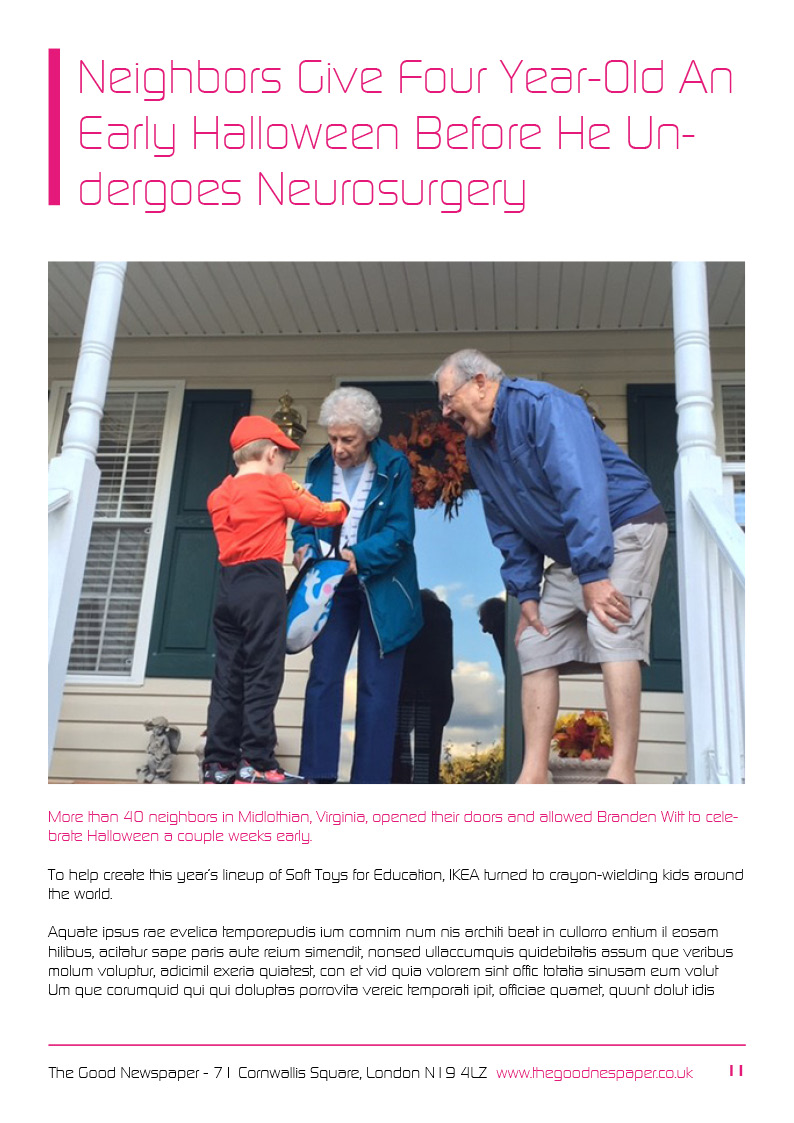 Neighbors Give Four Year-Old An
Early Halloween Before He Un-
dergoes Neurosurgery
More than 40 neighbors in Midlothian, Virginia, opened their doors and allowed Branden Witt to cele-
brate Halloween a couple weeks early.
To help create this year's lineup of Soft Toys for Education, IKEA turned to crayon-wielding kids around
the world.
Aquate ipsus rae evelica temporepudis ium comnim num nis architi beat in cullorro entium il eosam
hilibus, acitatur sape paris aute reium simendit, nonsed ullaccumquis quidebitatis assum que veribus
molum voluptur, adicimil exeria quiatest, con et vid quia volorem sint offic totatia sinusam eum volut
Um que corumquid qui qui doluptas porrovita vereic temporati ipit, officiae quamet, quunt dolut idis
The Good Newspaper - 71 Cornwallis Square, London N19 4LZ www.thegoodnespaper.co.uk 11